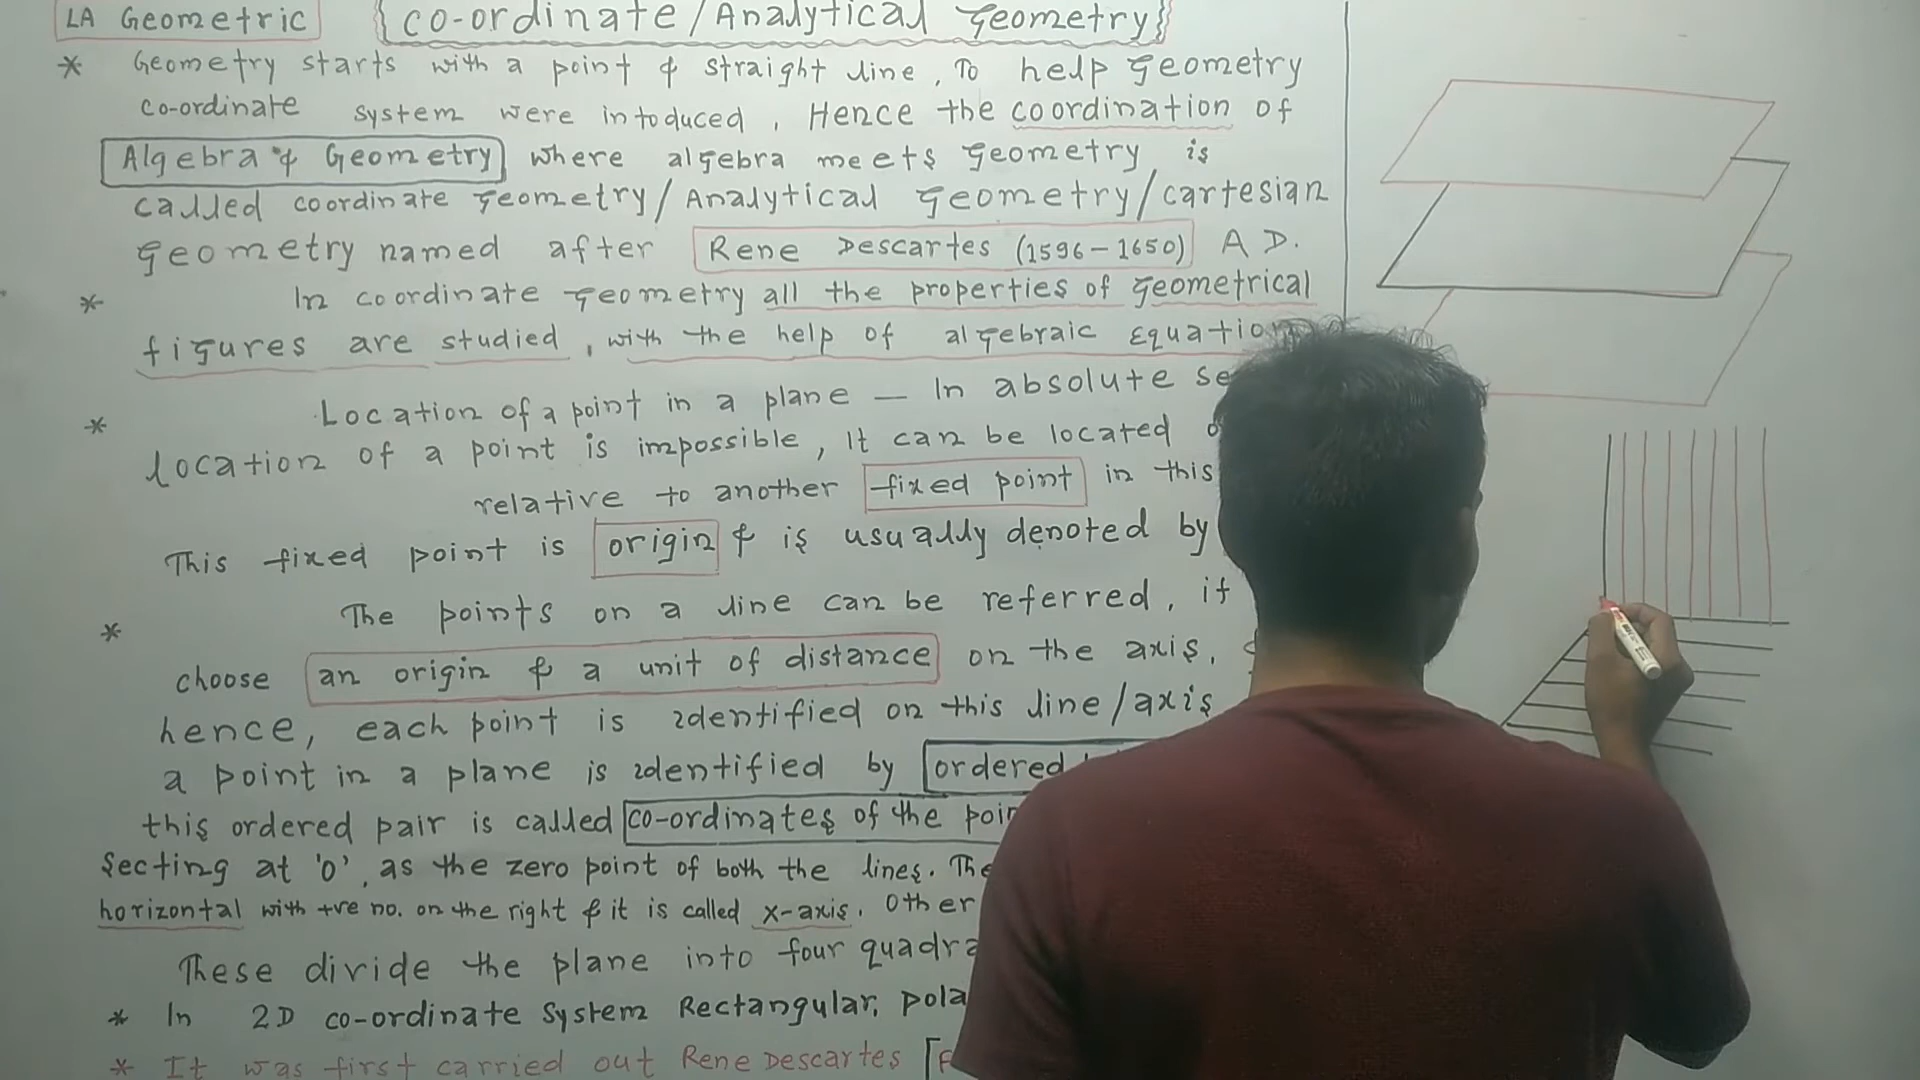 LA Geometric {co-ordinate/Analytical Geometry}
* Geometry starts with a point & straight line, To help geometry
co-ordinate system were intoduced, Hence the coordination of
Algebra & Geometry where algebra meets geometry is
called coordinate geometry/Analytical geometry/cartesian
geometry named after Rene Descartes (1596-1650) AD.
* In coordinate geometry all the properties of geometrical
figures are studied, with the help of algebraic
* Location of a point in a plane — In absolute
location of a point is impossible, It can be located
relative to another fixed point in this
This fixed point is origin & is usually denoted by
* The points on a line can be referred, if
choose an origin & a unit of distance on the axis,
hence, each point is identified on this line/axis
a point in a plane is identified by ordered
this ordered pair is called co-ordinates of the
secting at 'o', as the zero point of both the lines.
horizontal with +ve no. on the right & it is called x-axis. Other
These divide the plane into four
* In 2D co-ordinate system Rectangular,
* It was first carried out Rene Descartes